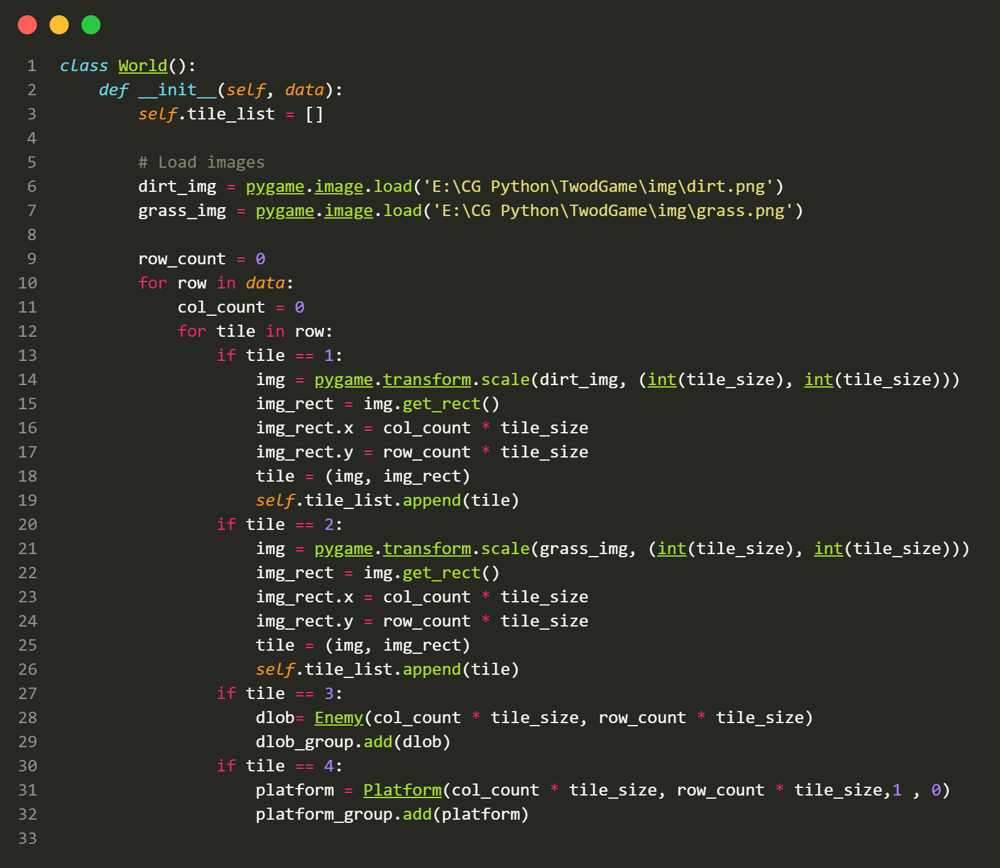 1 class World():
2     def __init__(self, data):
3         self.tile_list = []
4
5         # Load images
6         dirt_img = pygame.image.load('E:\CG Python\TwodGame\img\dirt.png')
7         grass_img = pygame.image.load('E:\CG Python\TwodGame\img\grass.png')
8
9         row_count = 0
10         for row in data:
11             col_count = 0
12             for tile in row:
13                 if tile == 1:
14                     img = pygame.transform.scale(dirt_img, (int(tile_size), int(tile_size)))
15                     img_rect = img.get_rect()
16                     img_rect.x = col_count * tile_size
17                     img_rect.y = row_count * tile_size
18                     tile = (img, img_rect)
19                     self.tile_list.append(tile)
20                 if tile == 2:
21                     img = pygame.transform.scale(grass_img, (int(tile_size), int(tile_size)))
22                     img_rect = img.get_rect()
23                     img_rect.x = col_count * tile_size
24                     img_rect.y = row_count * tile_size
25                     tile = (img, img_rect)
26                     self.tile_list.append(tile)
27                 if tile == 3:
28                     dlob= Enemy(col_count * tile_size, row_count * tile_size)
29                     dlob_group.add(dlob)
30                 if tile == 4:
31                     platform = Platform(col_count * tile_size, row_count * tile_size,1 , 0)
32                     platform_group.add(platform)
33